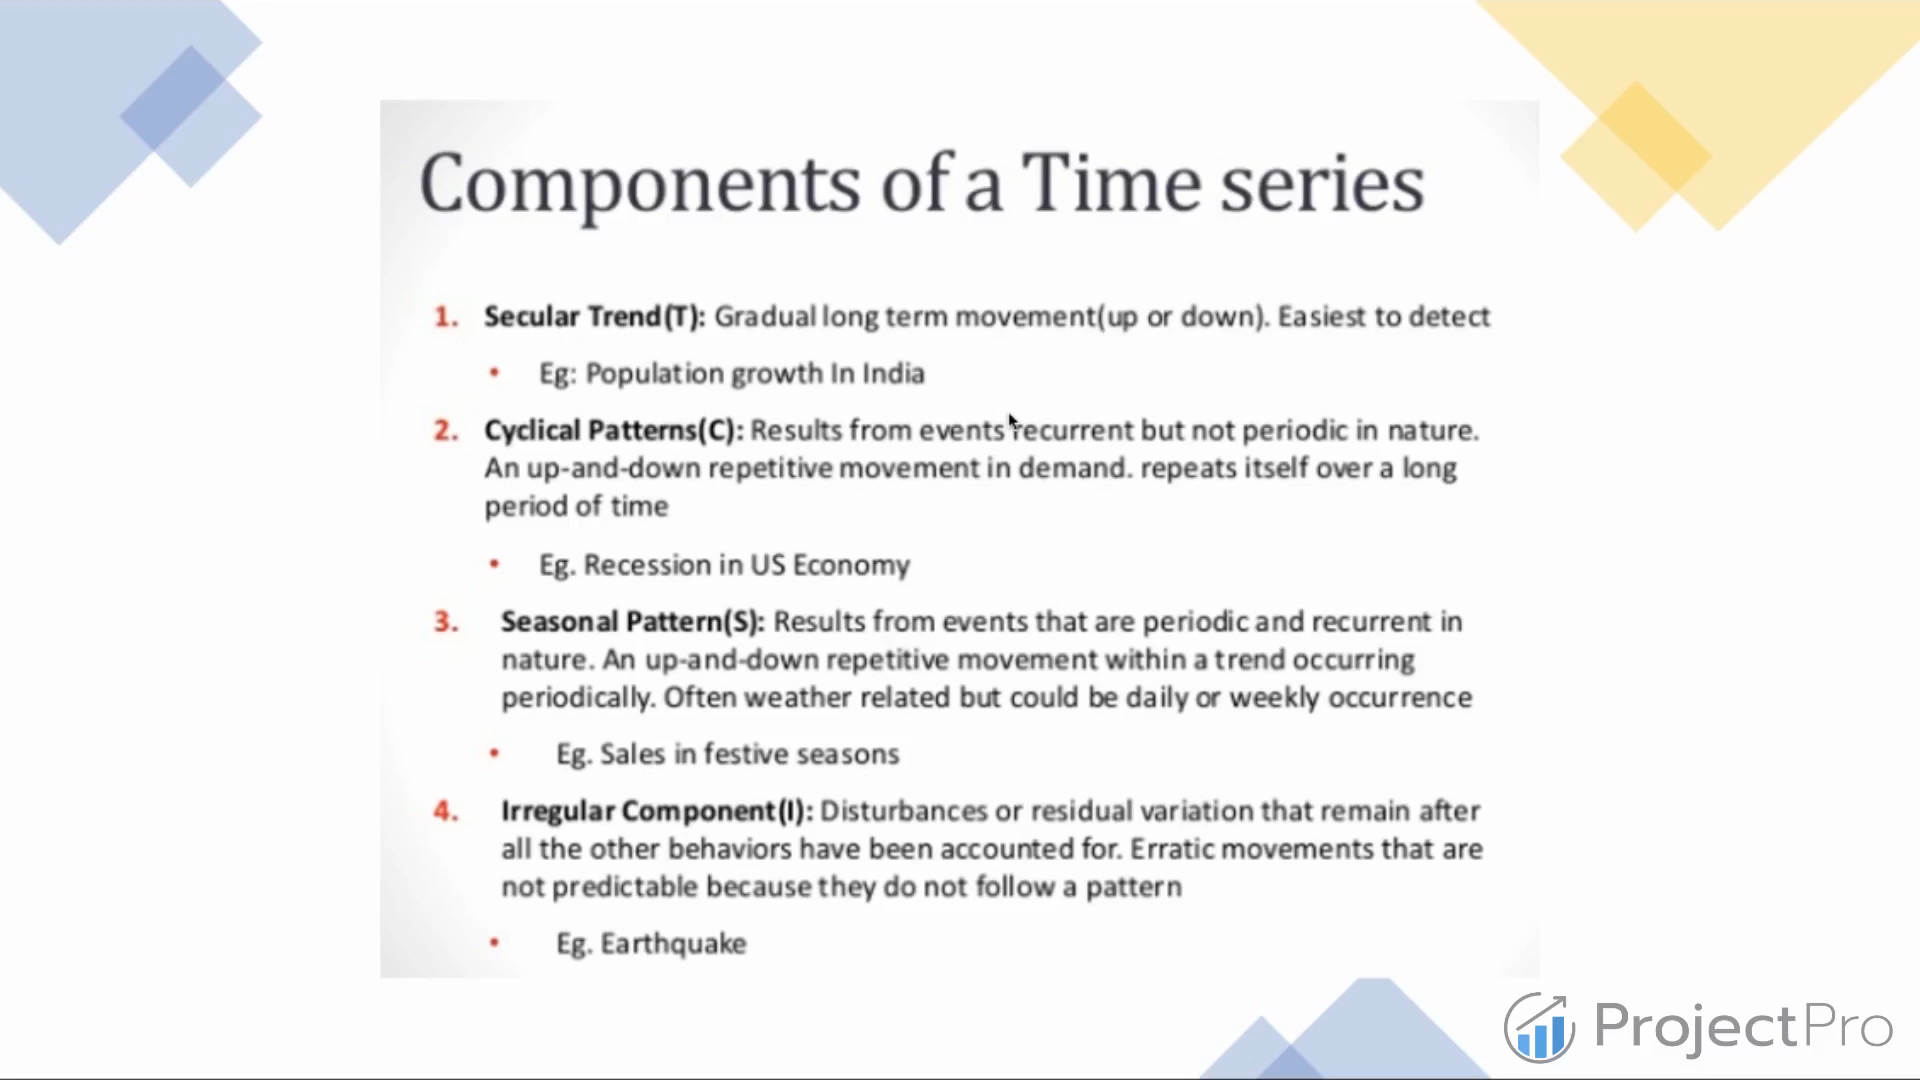 Components of a Time series
1. Secular Trend(T): Gradual long term movement(up or down). Easiest to detect
• Eg: Population growth In India
2. Cyclical Patterns(C): Results from events recurrent but not periodic in nature.
An up-and-down repetitive movement in demand. repeats itself over a long
period of time
• Eg. Recession in US Economy
3. Seasonal Pattern(S): Results from events that are periodic and recurrent in
nature. An up-and-down repetitive movement within a trend occurring
periodically. Often weather related but could be daily or weekly occurrence
• Eg. Sales in festive seasons
4. Irregular Component(I): Disturbances or residual variation that remain after
all the other behaviors have been accounted for. Erratic movements that are
not predictable because they do not follow a pattern
• Eg. Earthquake
ProjectPro